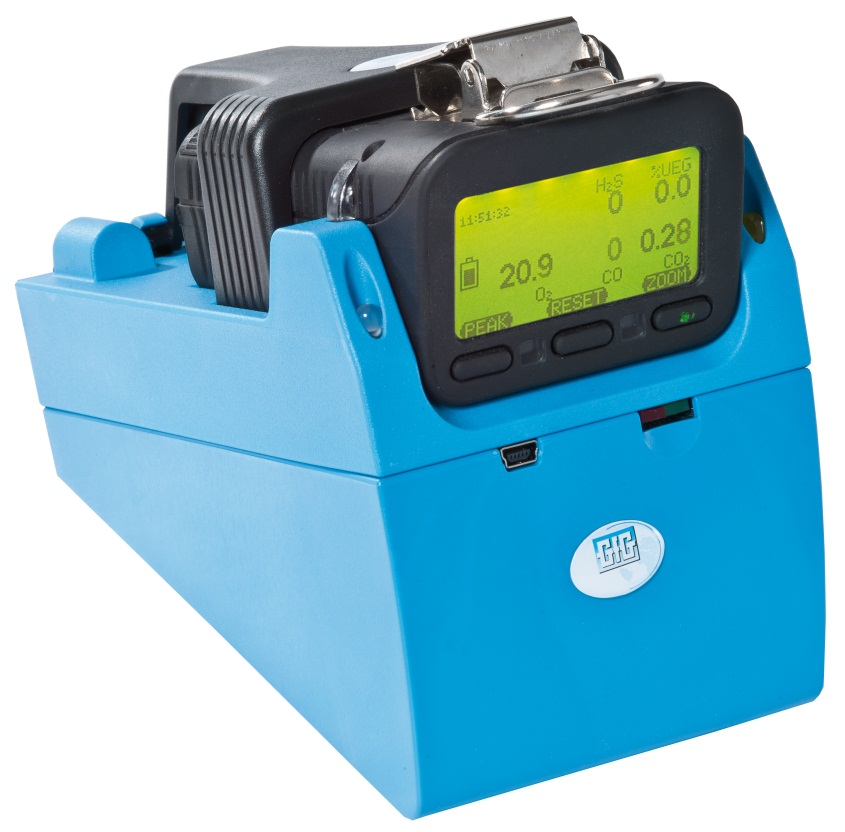 11:51:32 H₂S %UEG
0 0.0
20.9 0 0.28
O₂ CO CO₂
PEAK RESET ZOOM
GfG